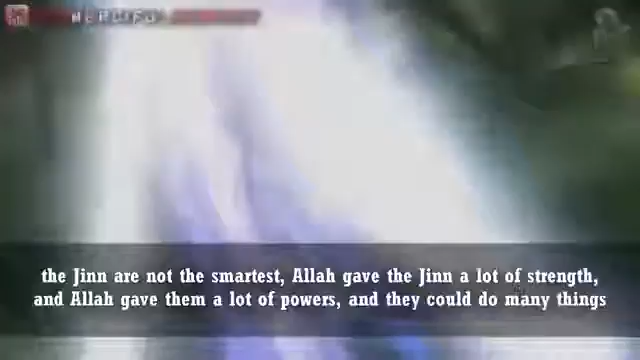 the Jinn are not the smartest, Allah gave the Jinn a lot of strength,
and Allah gave them a lot of powers, and they could do many things